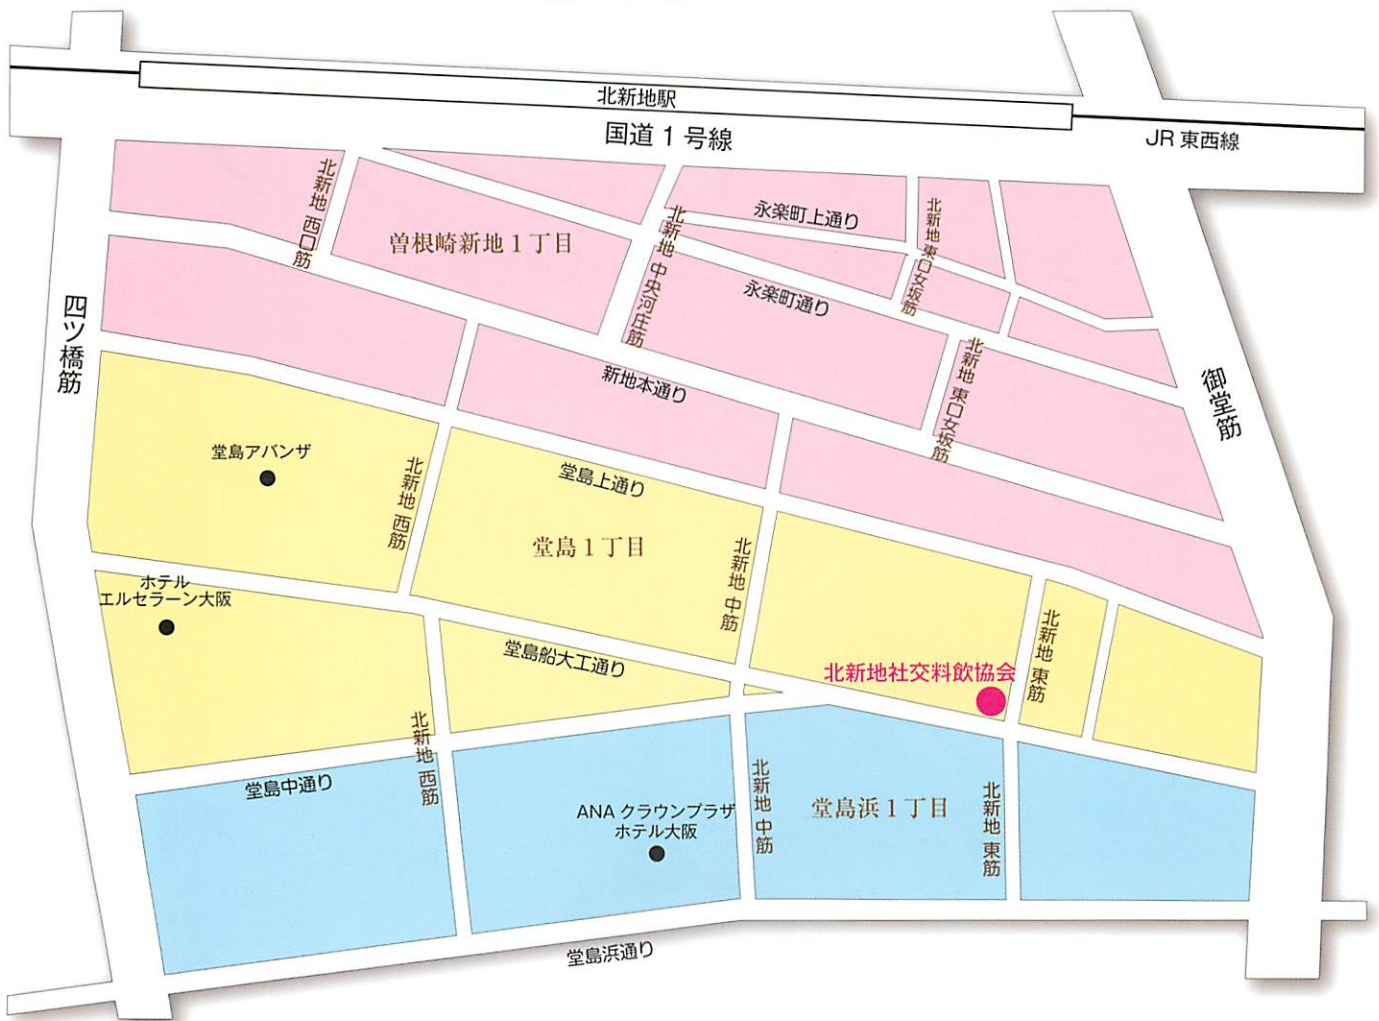 北新地駅
国道1号線
JR 東西線
北新地 西口筋
曽根崎新地1丁目
北新地 中央河庄筋
永楽町上通り
北新地 東口女坂筋
永楽町通り
四ツ橋筋
新地本通り
北新地 東口女坂筋
御堂筋
堂島アバンザ
北新地 西筋
堂島上通り
堂島1丁目
北新地 中筋
ホテル
エルセラーン大阪
堂島船大工通り
北新地社交料飲協会
北新地 東筋
北新地 西筋
堂島中通り
ANA クラウンプラザ
ホテル大阪
北新地 中筋
堂島浜1丁目
北新地 東筋
堂島浜通り